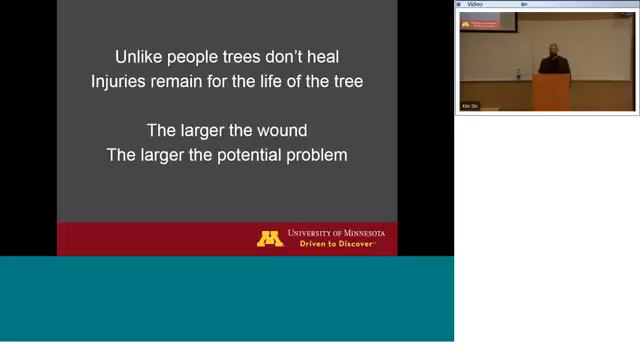 Unlike people trees don't heal
Injuries remain for the life of the tree
The larger the wound
The larger the potential problem
UNIVERSITY OF MINNESOTA
Driven to Discover
Video